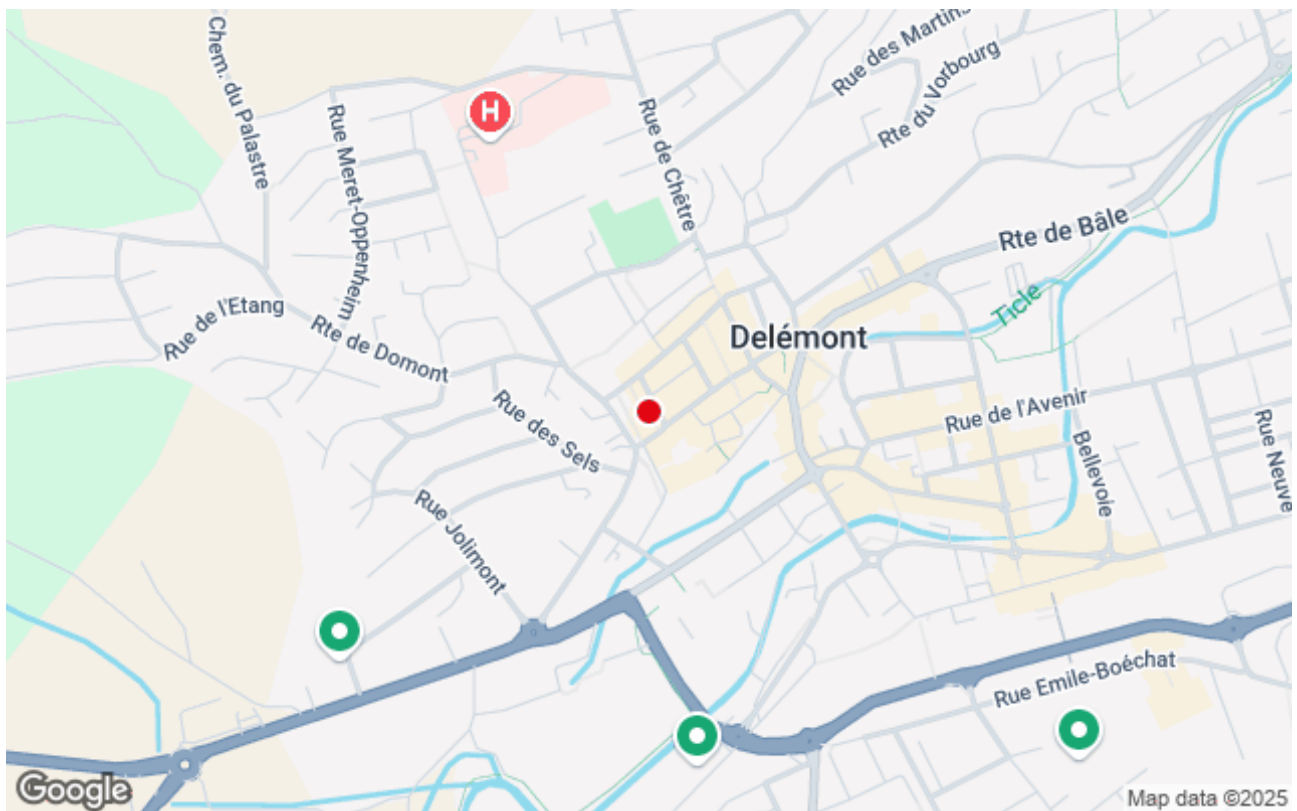 Chem. du Palastre
Rue Meret-Oppenheim
H
Rue de Chêtre
Rue des Martins
Rte du Vorbourg
Rte de Bâle
Ticle
Delémont
Rue de l'Etang
Rte de Domont
Rue des Sels
Rue de l'Avenir
Bellevoie
Rue Neuve
Rue Jolimont
Rue Emile-Boéchat
Google
Map data ©2025